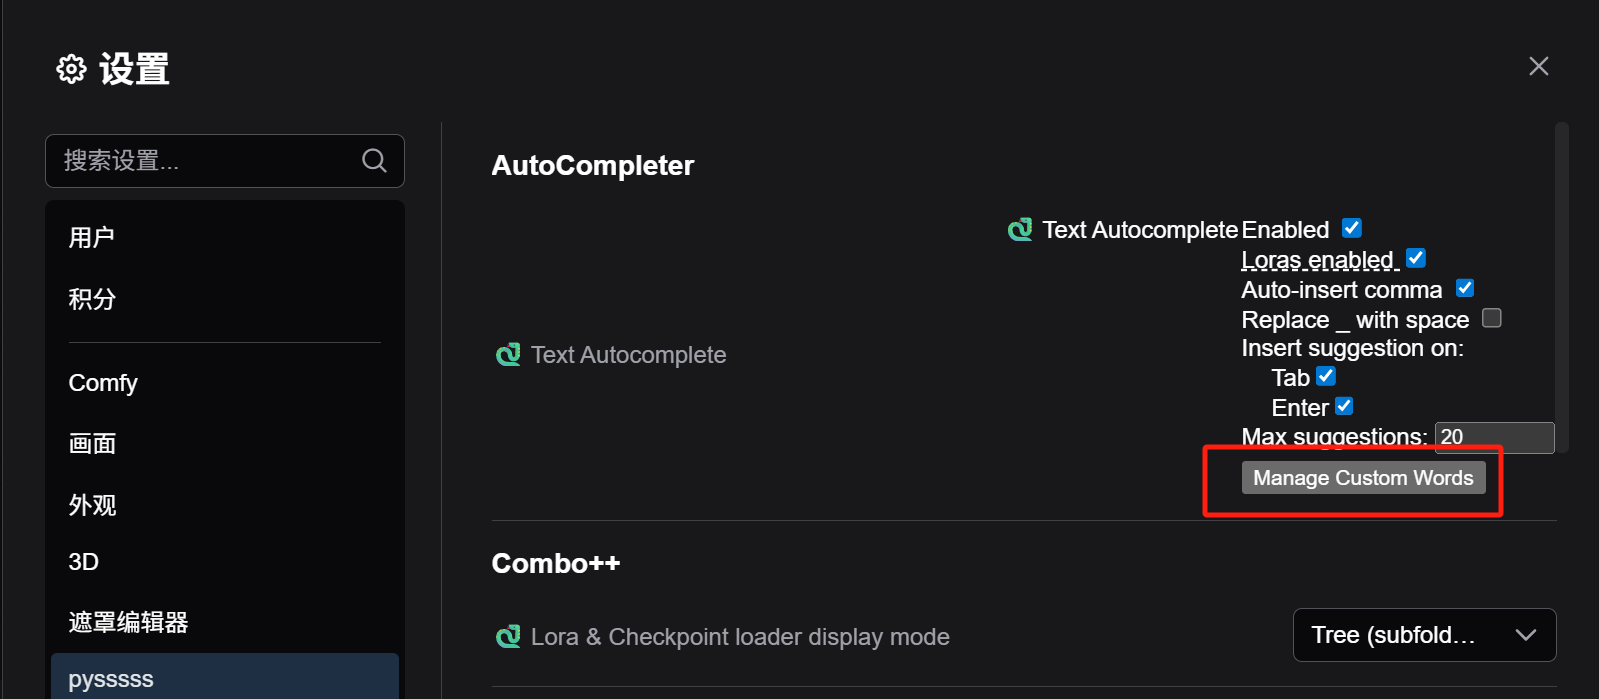 设置
搜索设置...
用户
积分
Comfy
画面
外观
3D
遮罩编辑器
pysssss
AutoCompleter
Text Autocomplete
Text Autocomplete Enabled
Loras enabled
Auto-insert comma
Replace _ with space
Insert suggestion on:
Tab
Enter
Max suggestions: 20
Manage Custom Words
Combo++
Lora & Checkpoint loader display mode
Tree (subfold...